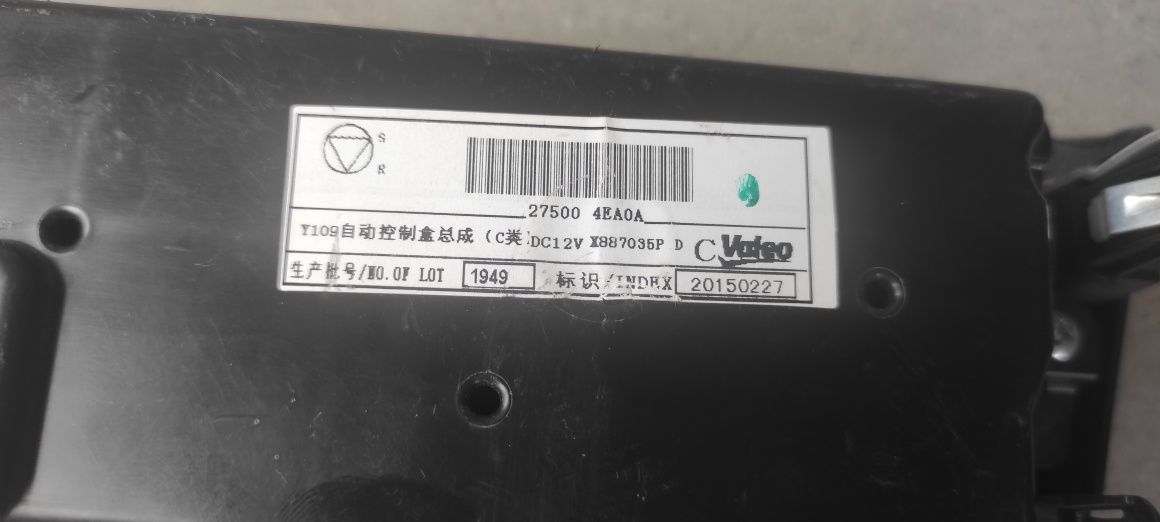 S
R
27500 4EA0A
Y109自动控制盒总成（C类 DC12V X887035P D C Valeo
生产批号/NO.OF LOT 1949 标识/INDEX 20150227